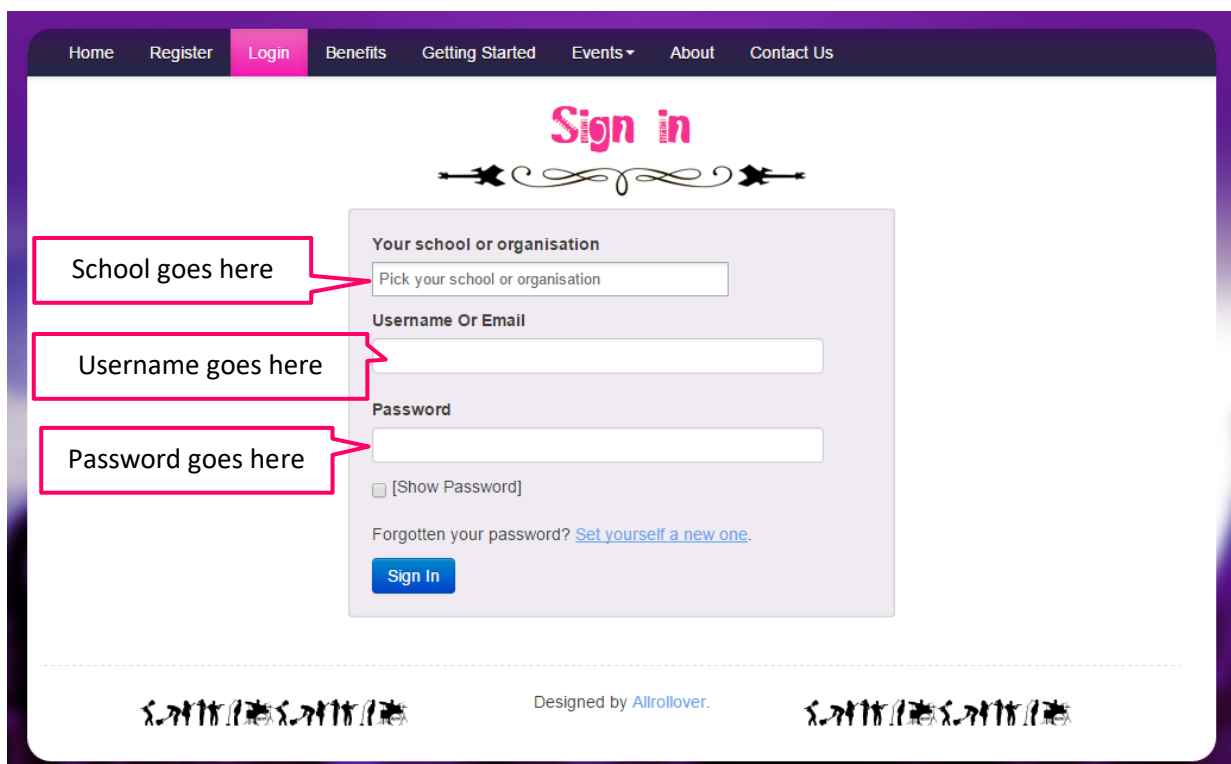 Home Register Login Benefits Getting Started Events About Contact Us
Sign in
Your school or organisation
School goes here
Pick your school or organisation
Username Or Email
Username goes here
Password
Password goes here
[Show Password]
Forgotten your password? Set yourself a new one.
Sign In
Designed by Allrollover.